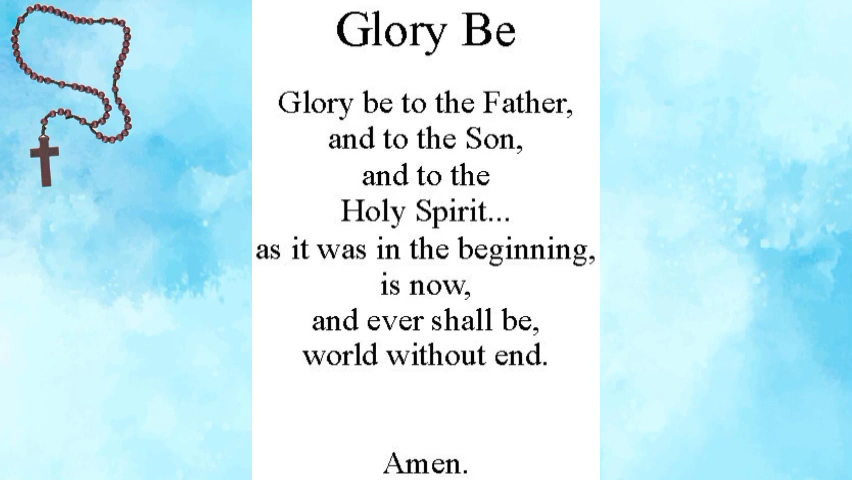 Glory Be
Glory be to the Father,
and to the Son,
and to the
Holy Spirit...
as it was in the beginning,
is now,
and ever shall be,
world without end.
Amen.